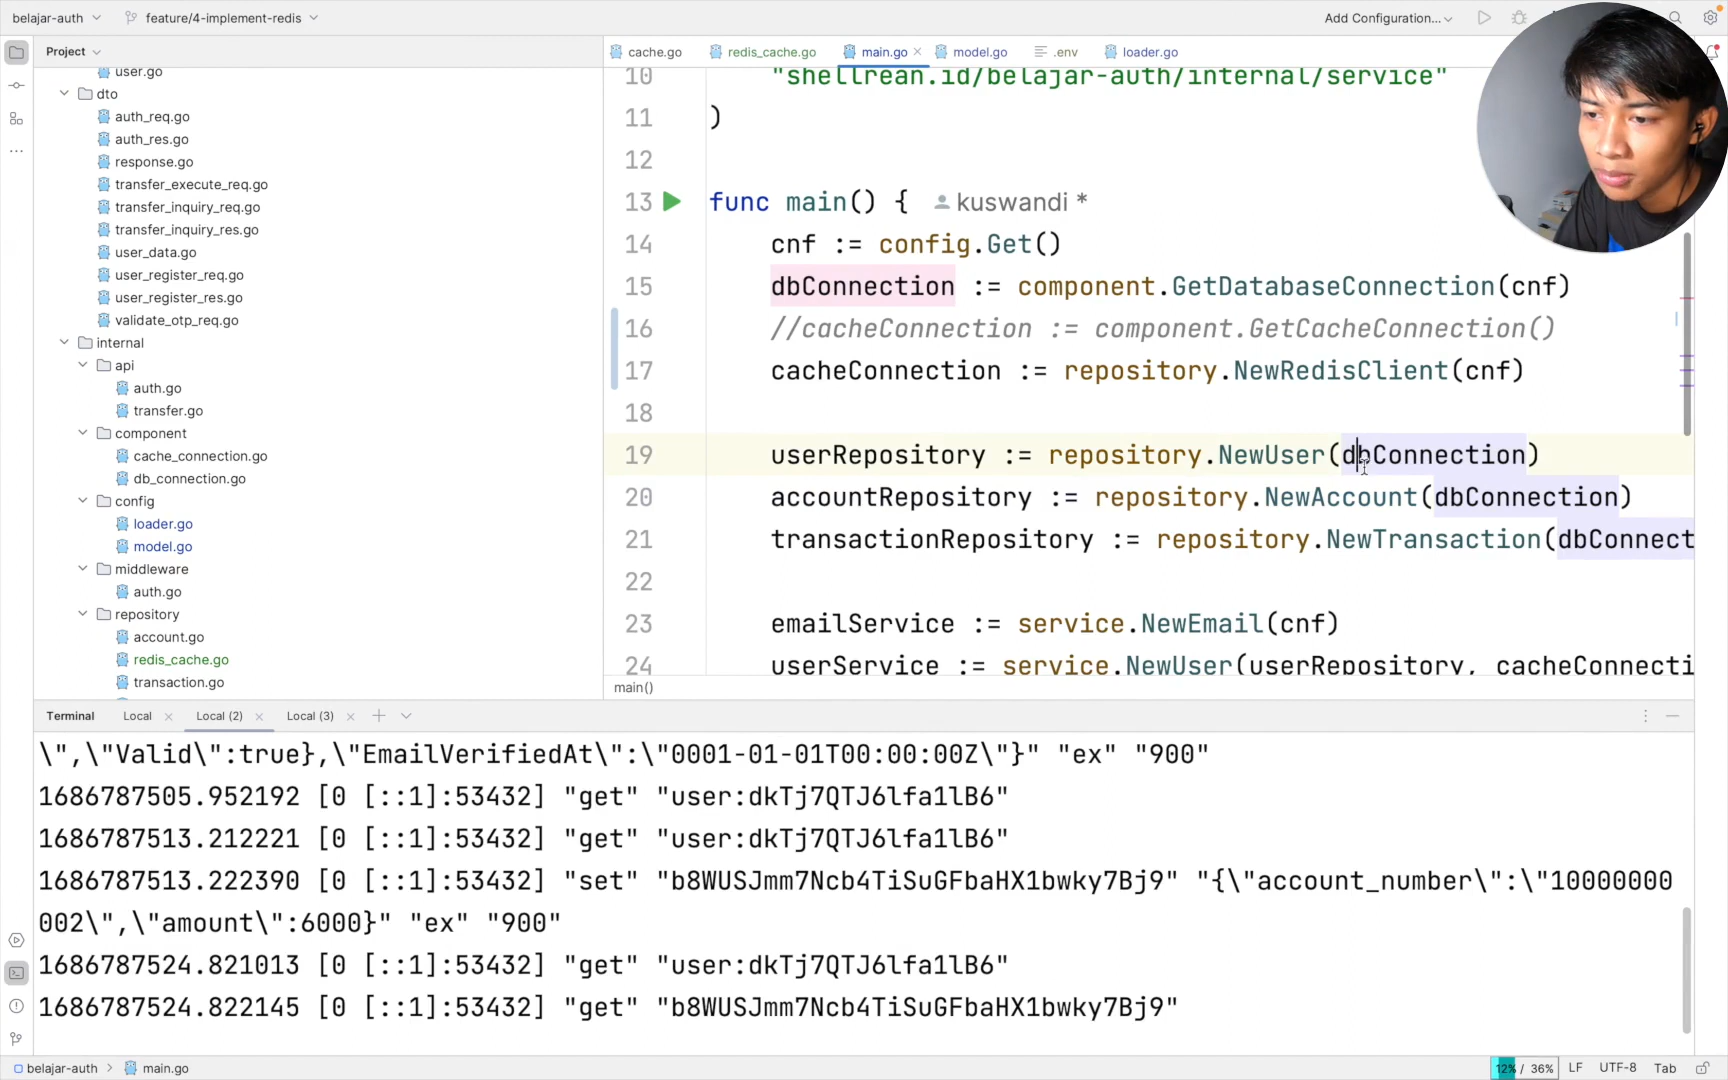 belajar-auth
feature/4-implement-redis
Add Configuration...
Project
user.go
dto
auth_req.go
auth_res.go
response.go
transfer_execute_req.go
transfer_inquiry_req.go
transfer_inquiry_res.go
user_data.go
user_register_req.go
user_register_res.go
validate_otp_req.go
internal
api
auth.go
transfer.go
component
cache_connection.go
db_connection.go
config
loader.go
model.go
middleware
auth.go
repository
account.go
redis_cache.go
transaction.go
cache.go
redis_cache.go
main.go
model.go
.env
loader.go
10 "shellrean.id/belajar-auth/internal/service"
11 )
12
13 func main() { kuswandi *
14 cnf := config.Get()
15 dbConnection := component.GetDatabaseConnection(cnf)
16 //cacheConnection := component.GetCacheConnection()
17 cacheConnection := repository.NewRedisClient(cnf)
18
19 userRepository := repository.NewUser(dbConnection)
20 accountRepository := repository.NewAccount(dbConnection)
21 transactionRepository := repository.NewTransaction(dbConnect
22
23 emailService := service.NewEmail(cnf)
24 userService := service.NewUser(userRepository, cacheConnecti
main()
Terminal Local Local (2) Local (3)
\",\"Valid\":true},\"EmailVerifiedAt\":\"0001-01-01T00:00:00Z\"}" "ex" "900"
1686787505.952192 [0 [::1]:53432] "get" "user:dkTj7QTJ6lfa1lB6"
1686787513.212221 [0 [::1]:53432] "get" "user:dkTj7QTJ6lfa1lB6"
1686787513.222390 [0 [::1]:53432] "set" "b8WUSJmm7Ncb4TiSuGFbaHX1bwky7Bj9" "{\"account_number\":\"10000000
002\",\"amount\":6000}" "ex" "900"
1686787524.821013 [0 [::1]:53432] "get" "user:dkTj7QTJ6lfa1lB6"
1686787524.822145 [0 [::1]:53432] "get" "b8WUSJmm7Ncb4TiSuGFbaHX1bwky7Bj9"
belajar-auth > main.go
12% / 36% LF UTF-8 Tab